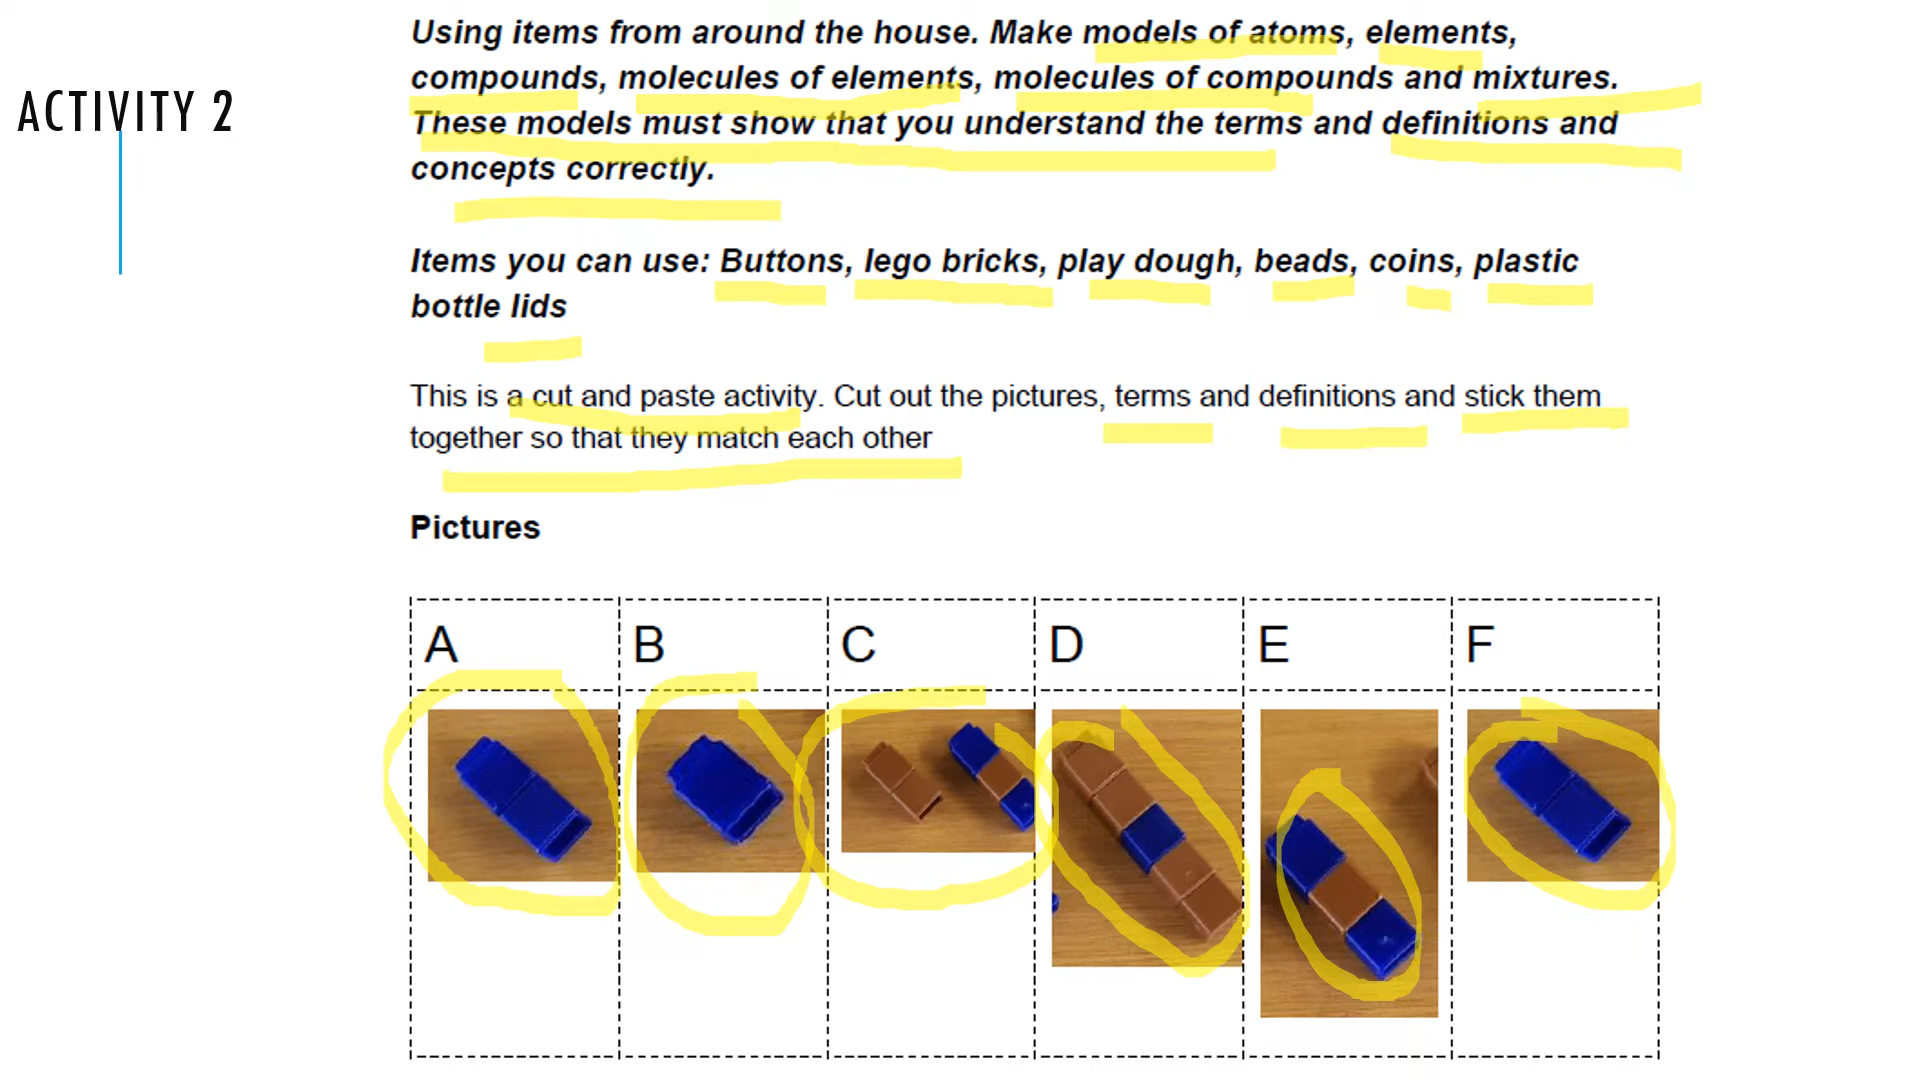 ACTIVITY 2
Using items from around the house. Make models of atoms, elements,
compounds, molecules of elements, molecules of compounds and mixtures.
These models must show that you understand the terms and definitions and
concepts correctly.
Items you can use: Buttons, lego bricks, play dough, beads, coins, plastic
bottle lids
This is a cut and paste activity. Cut out the pictures, terms and definitions and stick them
together so that they match each other
Pictures
A B C D E F